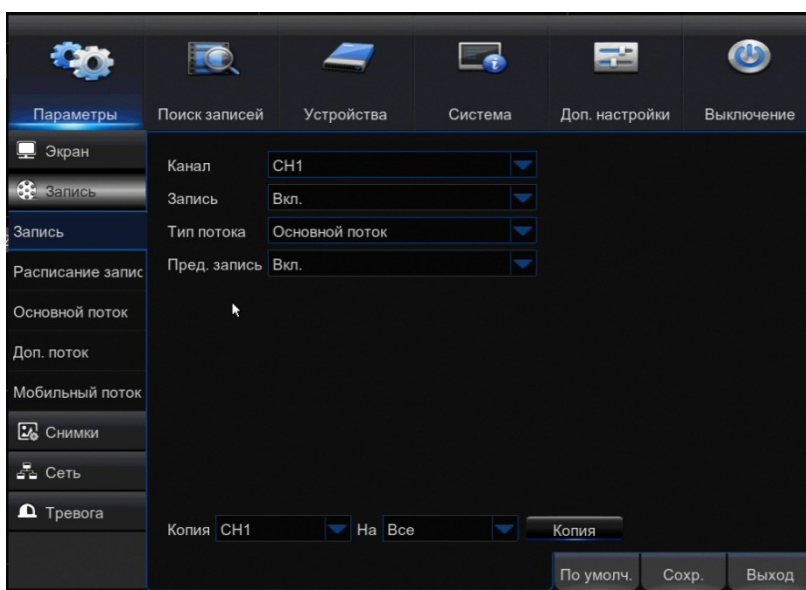 Параметры
Поиск записей
Устройства
Система
Доп. настройки
Выключение
Экран
Запись
Запись
Расписание запис
Основной поток
Доп. поток
Мобильный поток
Снимки
Сеть
Тревога
Канал CH1
Запись Вкл.
Тип потока Основной поток
Пред. запись Вкл.
Копия CH1 На Все Копия
По умолч. Сохр. Выход